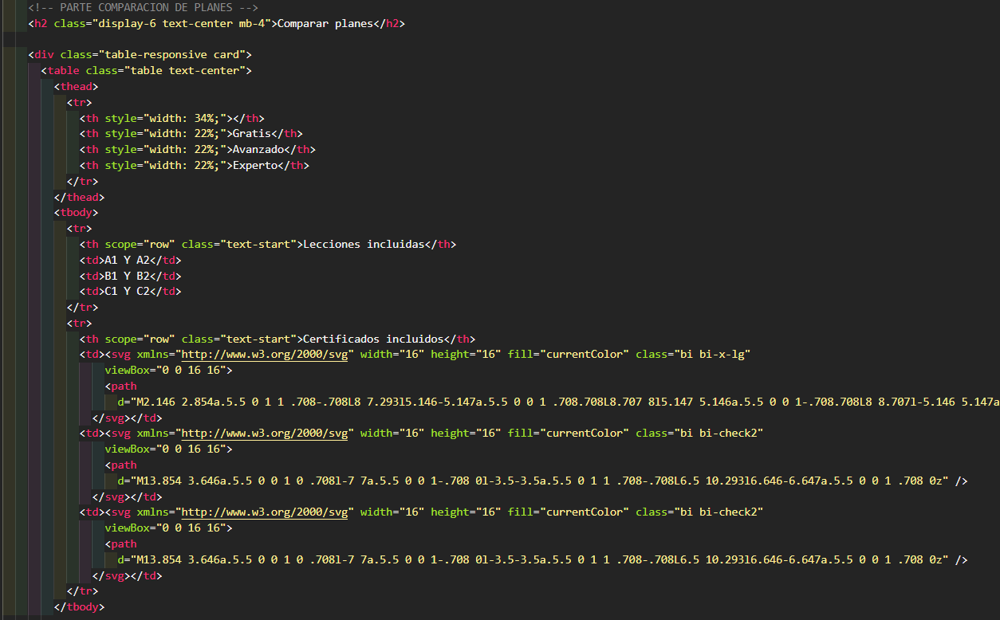 <!-- PARTE COMPARACION DE PLANES -->
<h2 class="display-6 text-center mb-4">Comparar planes</h2>
<div class="table-responsive card">
<table class="table text-center">
<thead>
<tr>
<th style="width: 34%;"></th>
<th style="width: 22%;">Gratis</th>
<th style="width: 22%;">Avanzado</th>
<th style="width: 22%;">Experto</th>
</tr>
</thead>
<tbody>
<tr>
<th scope="row" class="text-start">Lecciones incluidas</th>
<td>A1 Y A2</td>
<td>B1 Y B2</td>
<td>C1 Y C2</td>
</tr>
<tr>
<th scope="row" class="text-start">Certificados incluidos</th>
<td><svg xmlns="http://www.w3.org/2000/svg" width="16" height="16" fill="currentColor" class="bi bi-x-lg"
viewBox="0 0 16 16">
<path
d="M2.146 2.854a.5.5 0 1 1 .708-.708L8 7.293l5.146-5.147a.5.5 0 0 1 .708.708L8.707 8l5.147 5.146a.5.5 0 0 1-.708.708L8 8.707l-5.146 5.147a
</svg></td>
<td><svg xmlns="http://www.w3.org/2000/svg" width="16" height="16" fill="currentColor" class="bi bi-check2"
viewBox="0 0 16 16">
<path
d="M13.854 3.646a.5.5 0 0 1 0 .708l-7 7a.5.5 0 0 1-.708 0l-3.5-3.5a.5.5 0 1 1 .708-.708L6.5 10.293l6.646-6.647a.5.5 0 0 1 .708 0z" />
</svg></td>
<td><svg xmlns="http://www.w3.org/2000/svg" width="16" height="16" fill="currentColor" class="bi bi-check2"
viewBox="0 0 16 16">
<path
d="M13.854 3.646a.5.5 0 0 1 0 .708l-7 7a.5.5 0 0 1-.708 0l-3.5-3.5a.5.5 0 1 1 .708-.708L6.5 10.293l6.646-6.647a.5.5 0 0 1 .708 0z" />
</svg></td>
</tr>
</tbody>